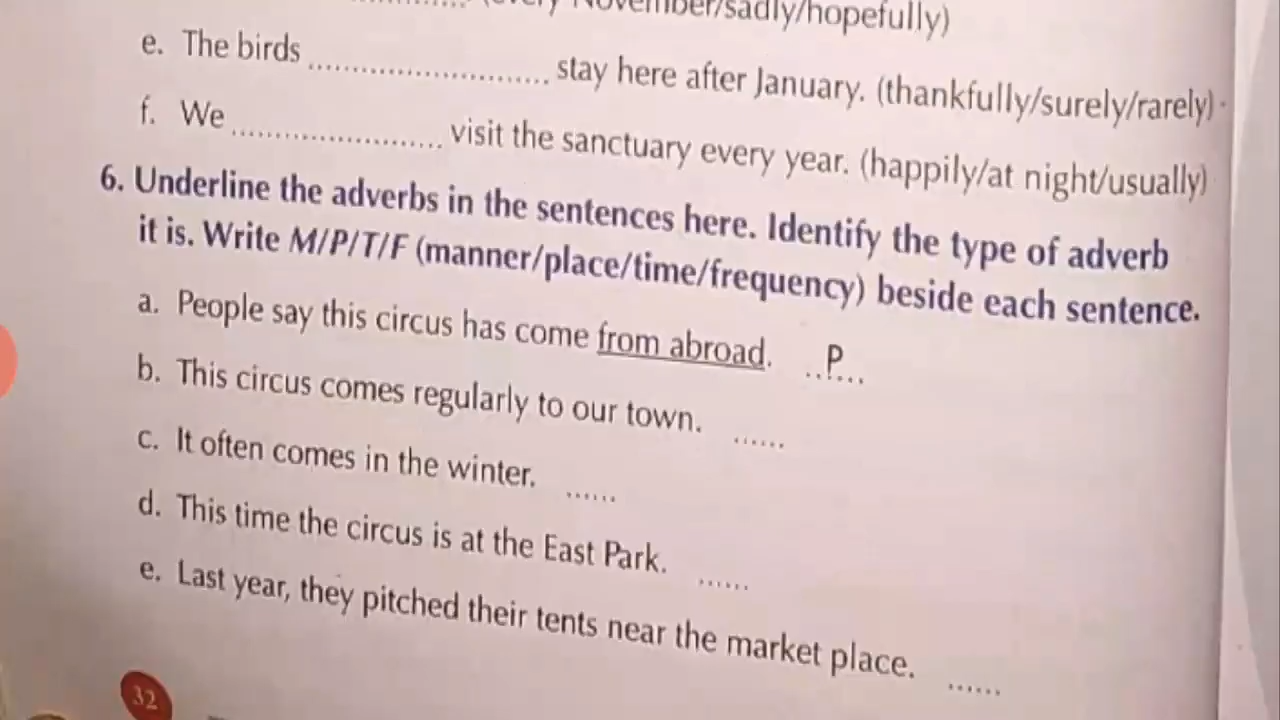 November/sadly/hopefully)
e. The birds ............................ stay here after January. (thankfully/surely/rarely)
f. We ........................ visit the sanctuary every year. (happily/at night/usually)
6. Underline the adverbs in the sentences here. Identify the type of adverb
it is. Write M/P/T/F (manner/place/time/frequency) beside each sentence.
a. People say this circus has come from abroad. ..P...
b. This circus comes regularly to our town. ......
c. It often comes in the winter. ......
d. This time the circus is at the East Park. ......
e. Last year, they pitched their tents near the market place. ......
32